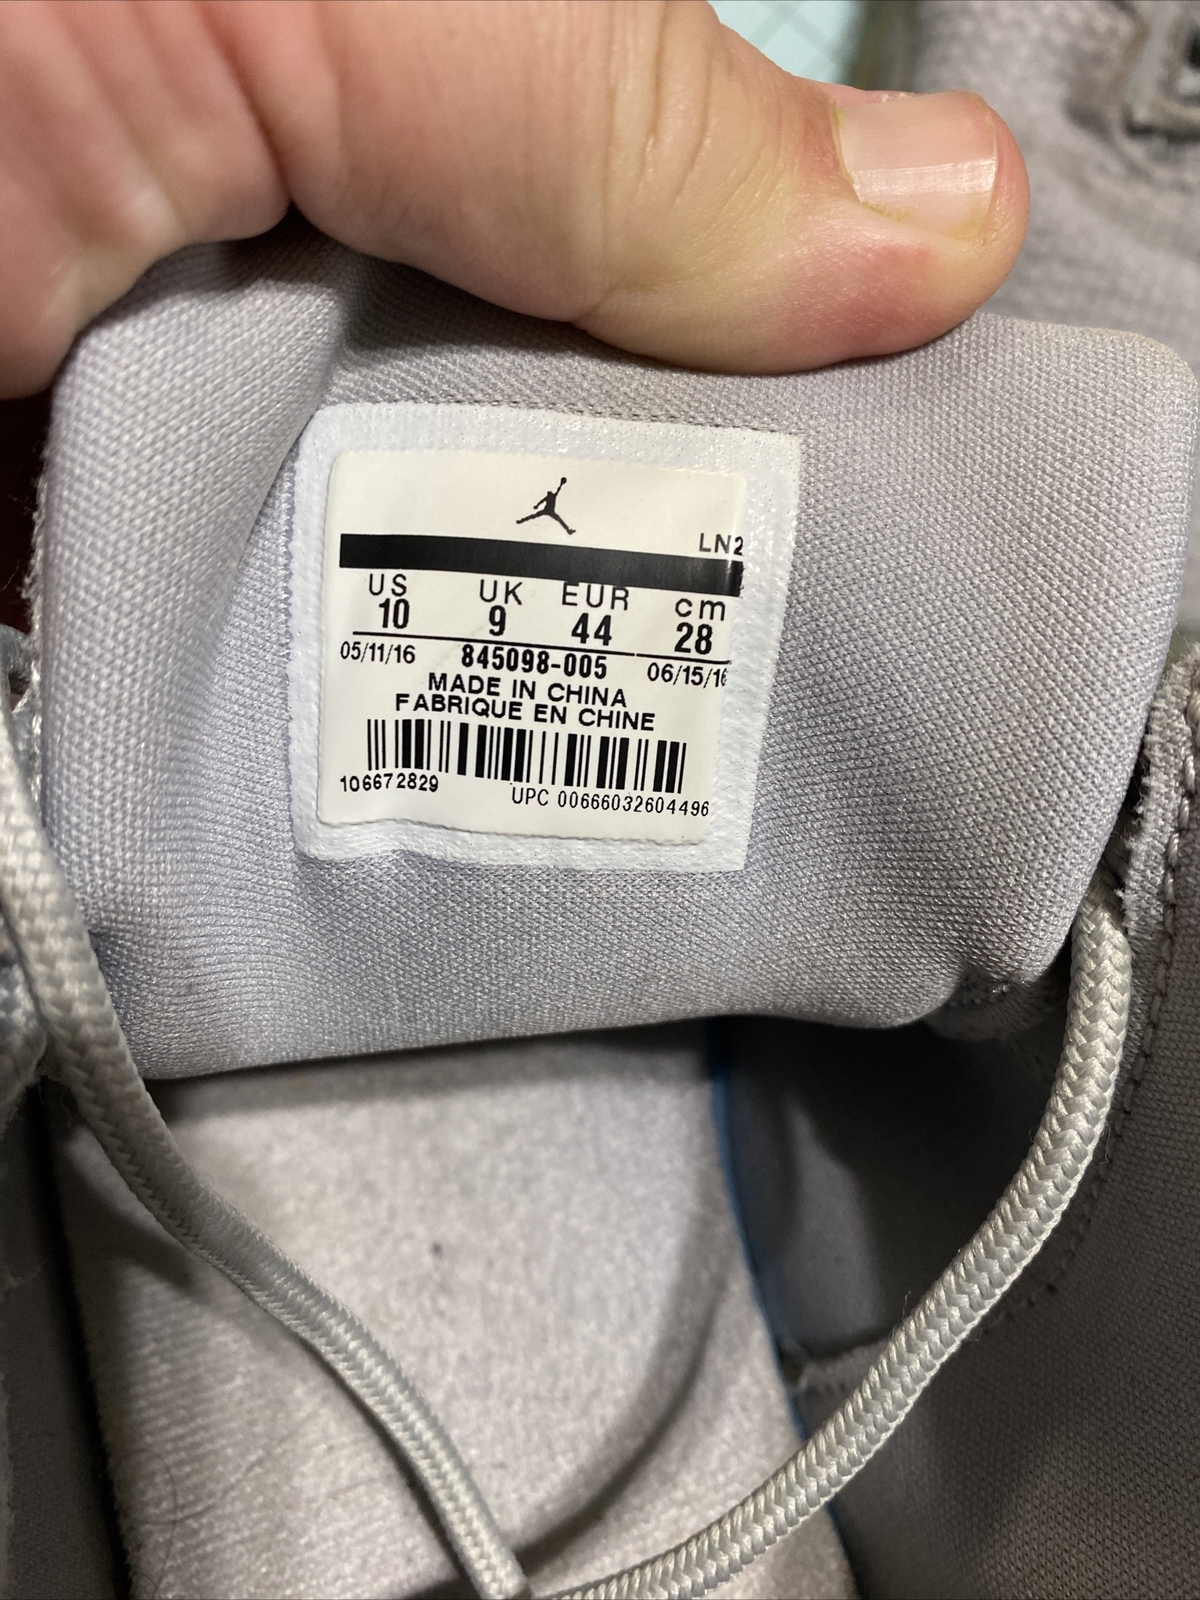 LN2
US UK EUR cm
10 9 44 28
05/11/16 845098-005 06/15/16
MADE IN CHINA
FABRIQUE EN CHINE
106672829
UPC 00666032604496